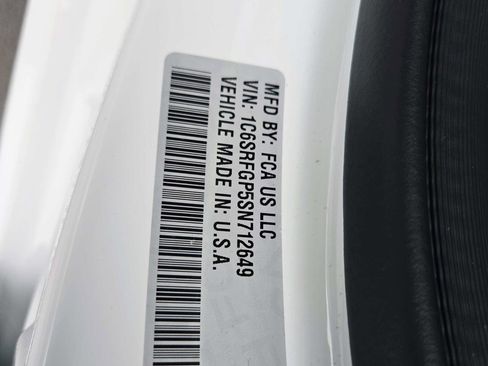 MFD BY: FCA US LLC
VIN: 1C6SRFGP5SN712649
VEHICLE MADE IN: U.S.A.